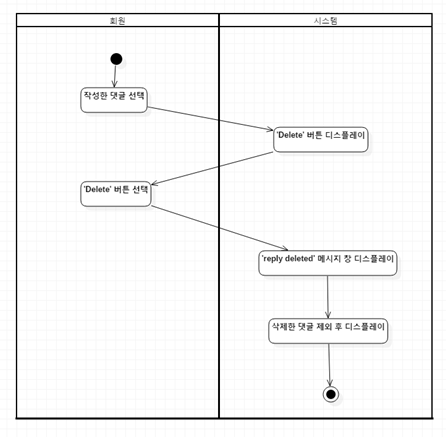 회원
시스템
작성한 댓글 선택
'Delete' 버튼 디스플레이
'Delete' 버튼 선택
'reply deleted' 메시지 창 디스플레이
삭제한 댓글 제외 후 디스플레이